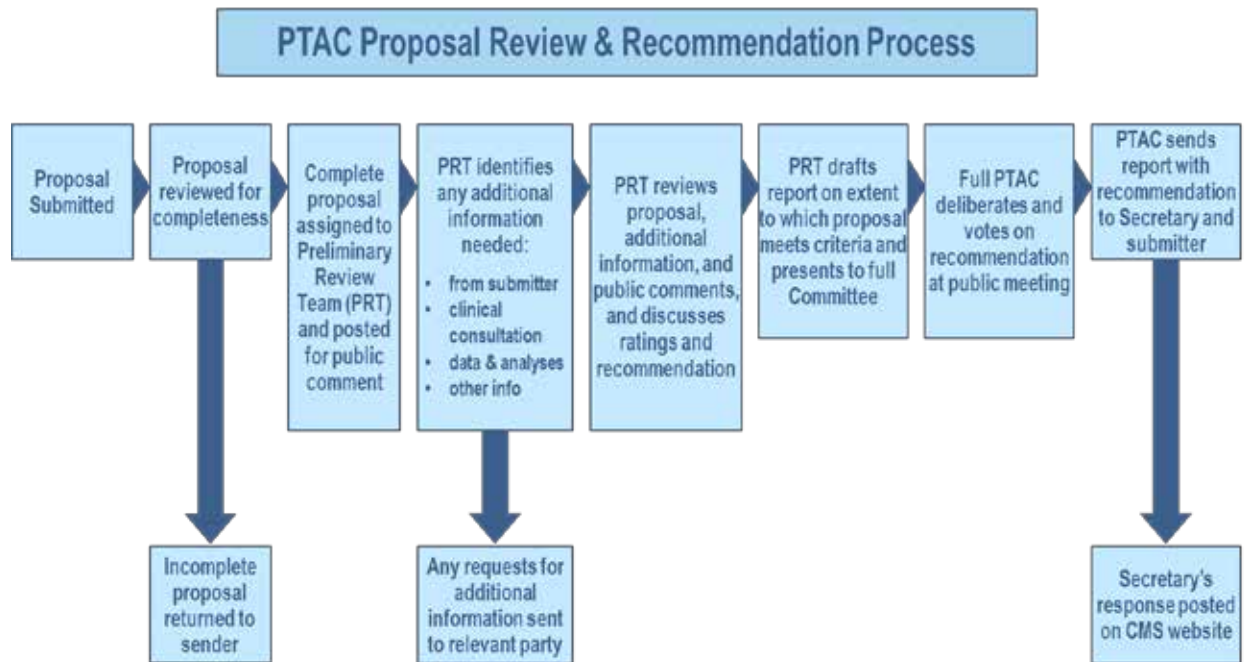 PTAC Proposal Review & Recommendation Process
Proposal
Submitted
Proposal
reviewed for
completeness
Complete
proposal
assigned to
Preliminary
Review
Team (PRT)
and posted
for public
comment
PRT identifies
any additional
information
needed:
• from submitter
• clinical
consultation
• data & analyses
• other info
PRT reviews
proposal,
additional
information, and
public comments,
and discusses
ratings and
recommendation
PRT drafts
report on extent
to which proposal
meets criteria and
presents to full
Committee
Full PTAC
deliberates and
votes on
recommendation
at public meeting
PTAC sends
report with
recommendation
to Secretary and
submitter
Incomplete
proposal
returned to
sender
Any requests for
additional
information sent
to relevant party
Secretary's
response posted
on CMS website